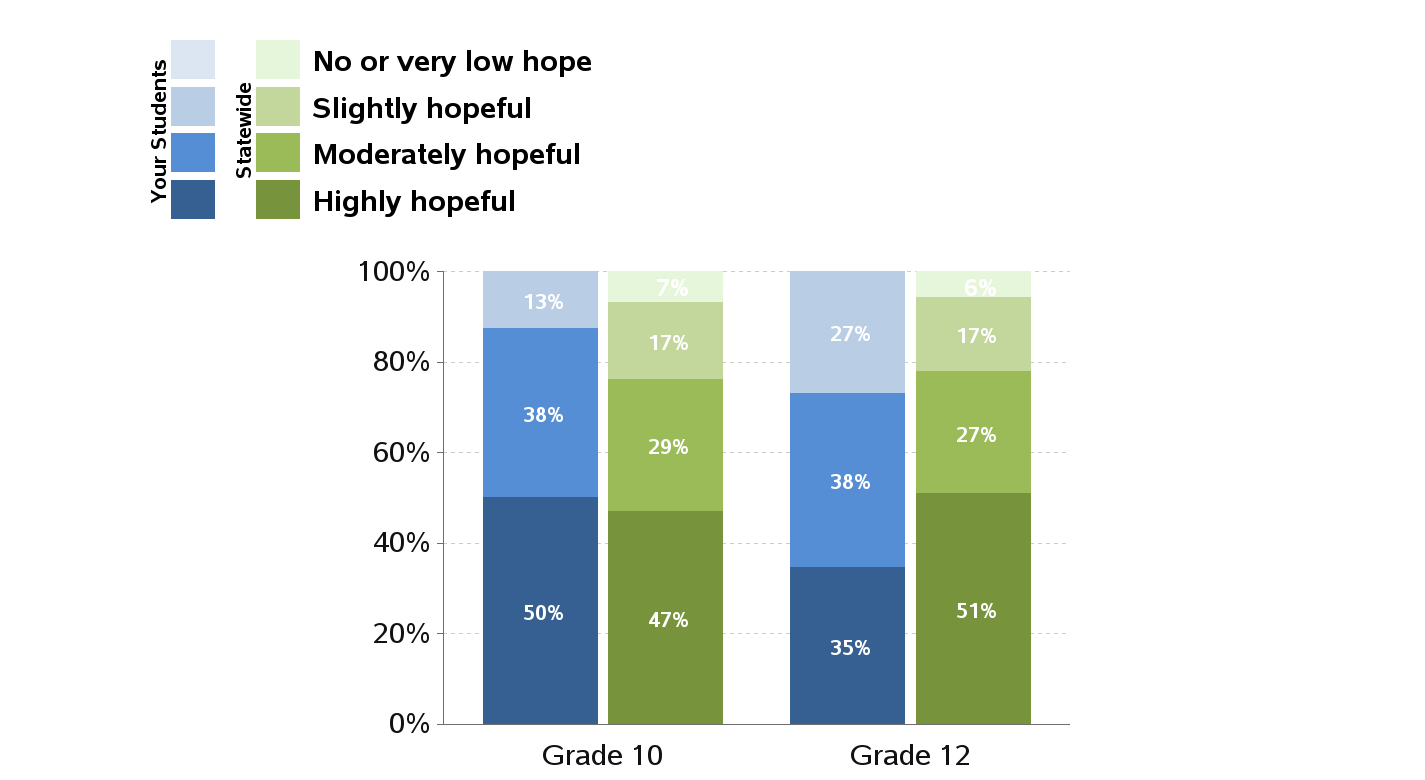 Your Students
Statewide
No or very low hope
Slightly hopeful
Moderately hopeful
Highly hopeful
100%
80%
60%
40%
20%
0%
13%
38%
50%
7%
17%
29%
47%
27%
38%
35%
6%
17%
27%
51%
Grade 10
Grade 12